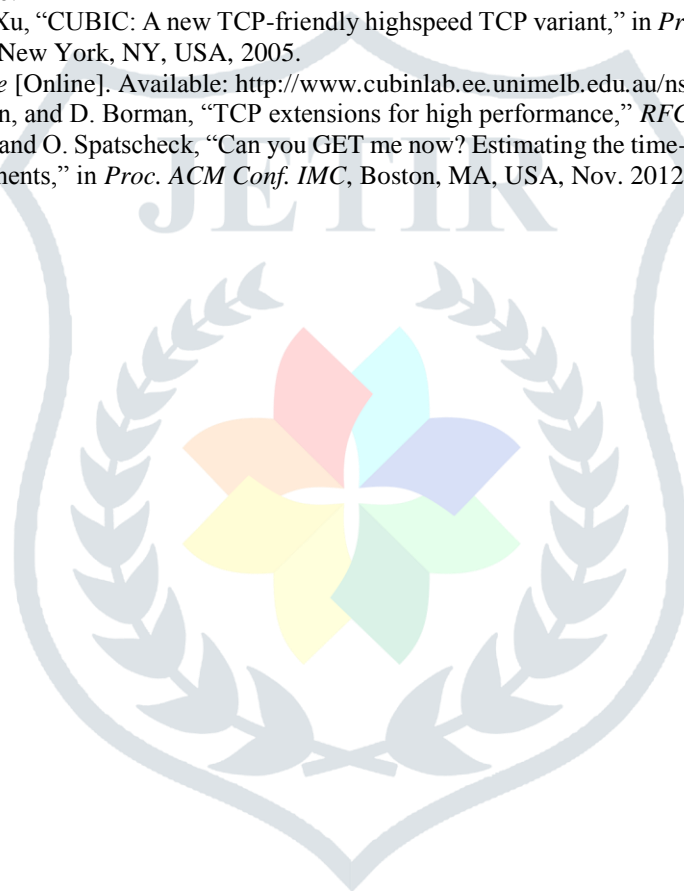 Xu, “CUBIC: A new TCP-friendly highspeed TCP variant,” in Pr
New York, NY, USA, 2005.
e [Online]. Available: http://www.cubinlab.ee.unimelb.edu.au/ns
n, and D. Borman, “TCP extensions for high performance,” RFC
and O. Spatscheck, “Can you GET me now? Estimating the time-
nents,” in Proc. ACM Conf. IMC, Boston, MA, USA, Nov. 2012
JETIR